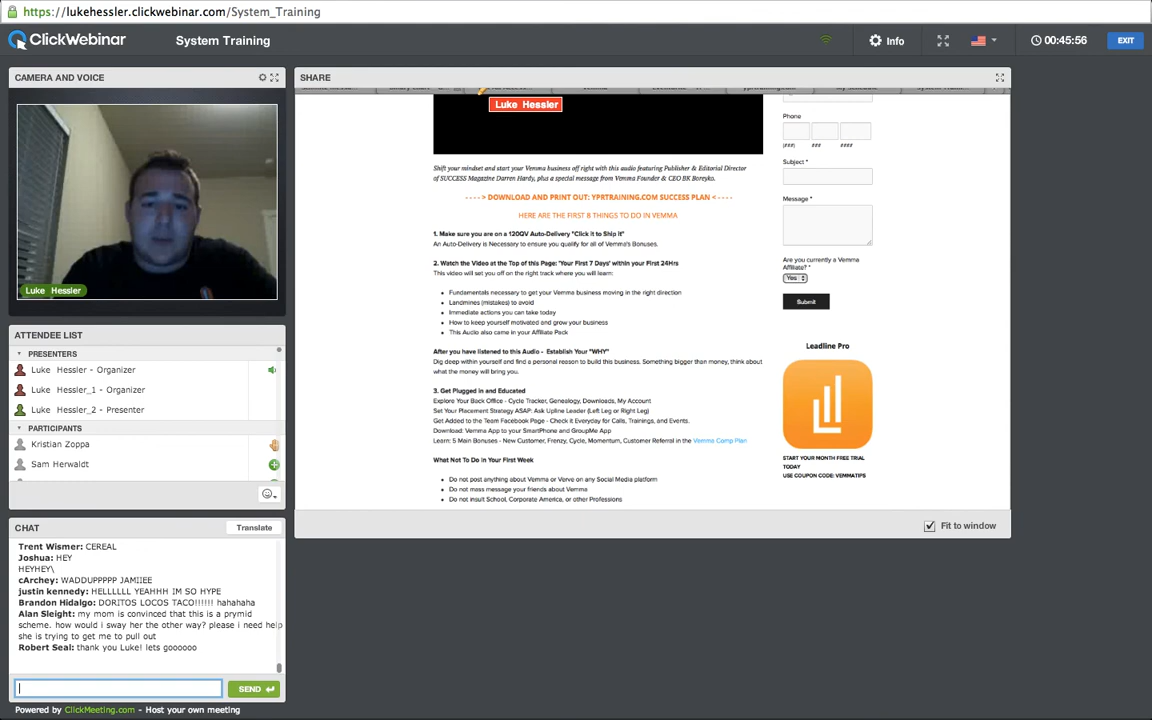 https://lukehessler.clickwebinar.com/System_Training
ClickWebinar
System Training
Info
00:45:56
EXIT
CAMERA AND VOICE
Luke Hessler
ATTENDEE LIST
PRESENTERS
Luke Hessler - Organizer
Luke Hessler_1 - Organizer
Luke Hessler_2 - Presenter
PARTICIPANTS
Kristian Zoppa
Sam Herwaldt
CHAT
Translate
Trent Wismer: CEREAL
Joshua: HEY
HEYHEY\
cArchey: WADDUPPPPP JAMIIEE
justin kennedy: HELLLLLL YEAHHH IM SO HYPE
Brandon Hidalgo: DORITOS LOCOS TACO!!!!!! hahahaha
Alan Sleight: my mom is convinced that this is a prymid
scheme. how would i sway her the other way? please i need help
she is trying to get me to pull out
Robert Seal: thank you Luke! lets goooooo
SEND
Powered by ClickMeeting.com - Host your own meeting
SHARE
Luke Hessler
Shift your mindset and start your Vemma business off right with this audio featuring Publisher & Editorial Director
of SUCCESS Magazine Darren Hardy, plus a special message from Vemma Founder & CEO BK Boreyko.
- - - - > DOWNLOAD AND PRINT OUT: YPRTRAINING.COM SUCCESS PLAN < - - - -
HERE ARE THE FIRST 8 THINGS TO DO IN VEMMA
1. Make sure you are on a 120QV Auto-Delivery "Click it to Ship it"
An Auto-Delivery is Necessary to ensure you qualify for all of Vemma's Bonuses.
2. Watch the Video at the Top of this Page: 'Your First 7 Days' within your First 24Hrs
This video will set you off on the right track where you will learn:
Fundamentals necessary to get your Vemma business moving in the right direction
Landmines (mistakes) to avoid
Immediate actions you can take today
How to keep yourself motivated and grow your business
This Audio also came in your Affiliate Pack
After you have listened to this Audio - Establish Your "WHY"
Dig deep within yourself and find a personal reason to build this business. Something bigger than money, think about
what the money will bring you.
3. Get Plugged in and Educated
Explore Your Back Office - Cycle Tracker, Genealogy, Downloads, My Account
Set Your Placement Strategy ASAP: Ask Upline Leader (Left Leg or Right Leg)
Get Added to the Team Facebook Page - Check it Everyday for Calls, Trainings, and Events.
Download: Vemma App to your SmartPhone and GroupMe App
Learn: 5 Main Bonuses - New Customer, Frenzy, Cycle, Momentum, Customer Referral in the Vemma Comp Plan
What Not To Do in Your First Week
Do not post anything about Vemma or Verve on any Social Media platform
Do not mass message your friends about Vemma
Do not insult School, Corporate America, or other Professions
Phone
(###) ### ####
Subject *
Message *
Are you currently a Vemma
Affiliate? *
Yes
Submit
Leadline Pro
START YOUR MONTH FREE TRIAL
TODAY
USE COUPON CODE: VEMMATIPS
Fit to window